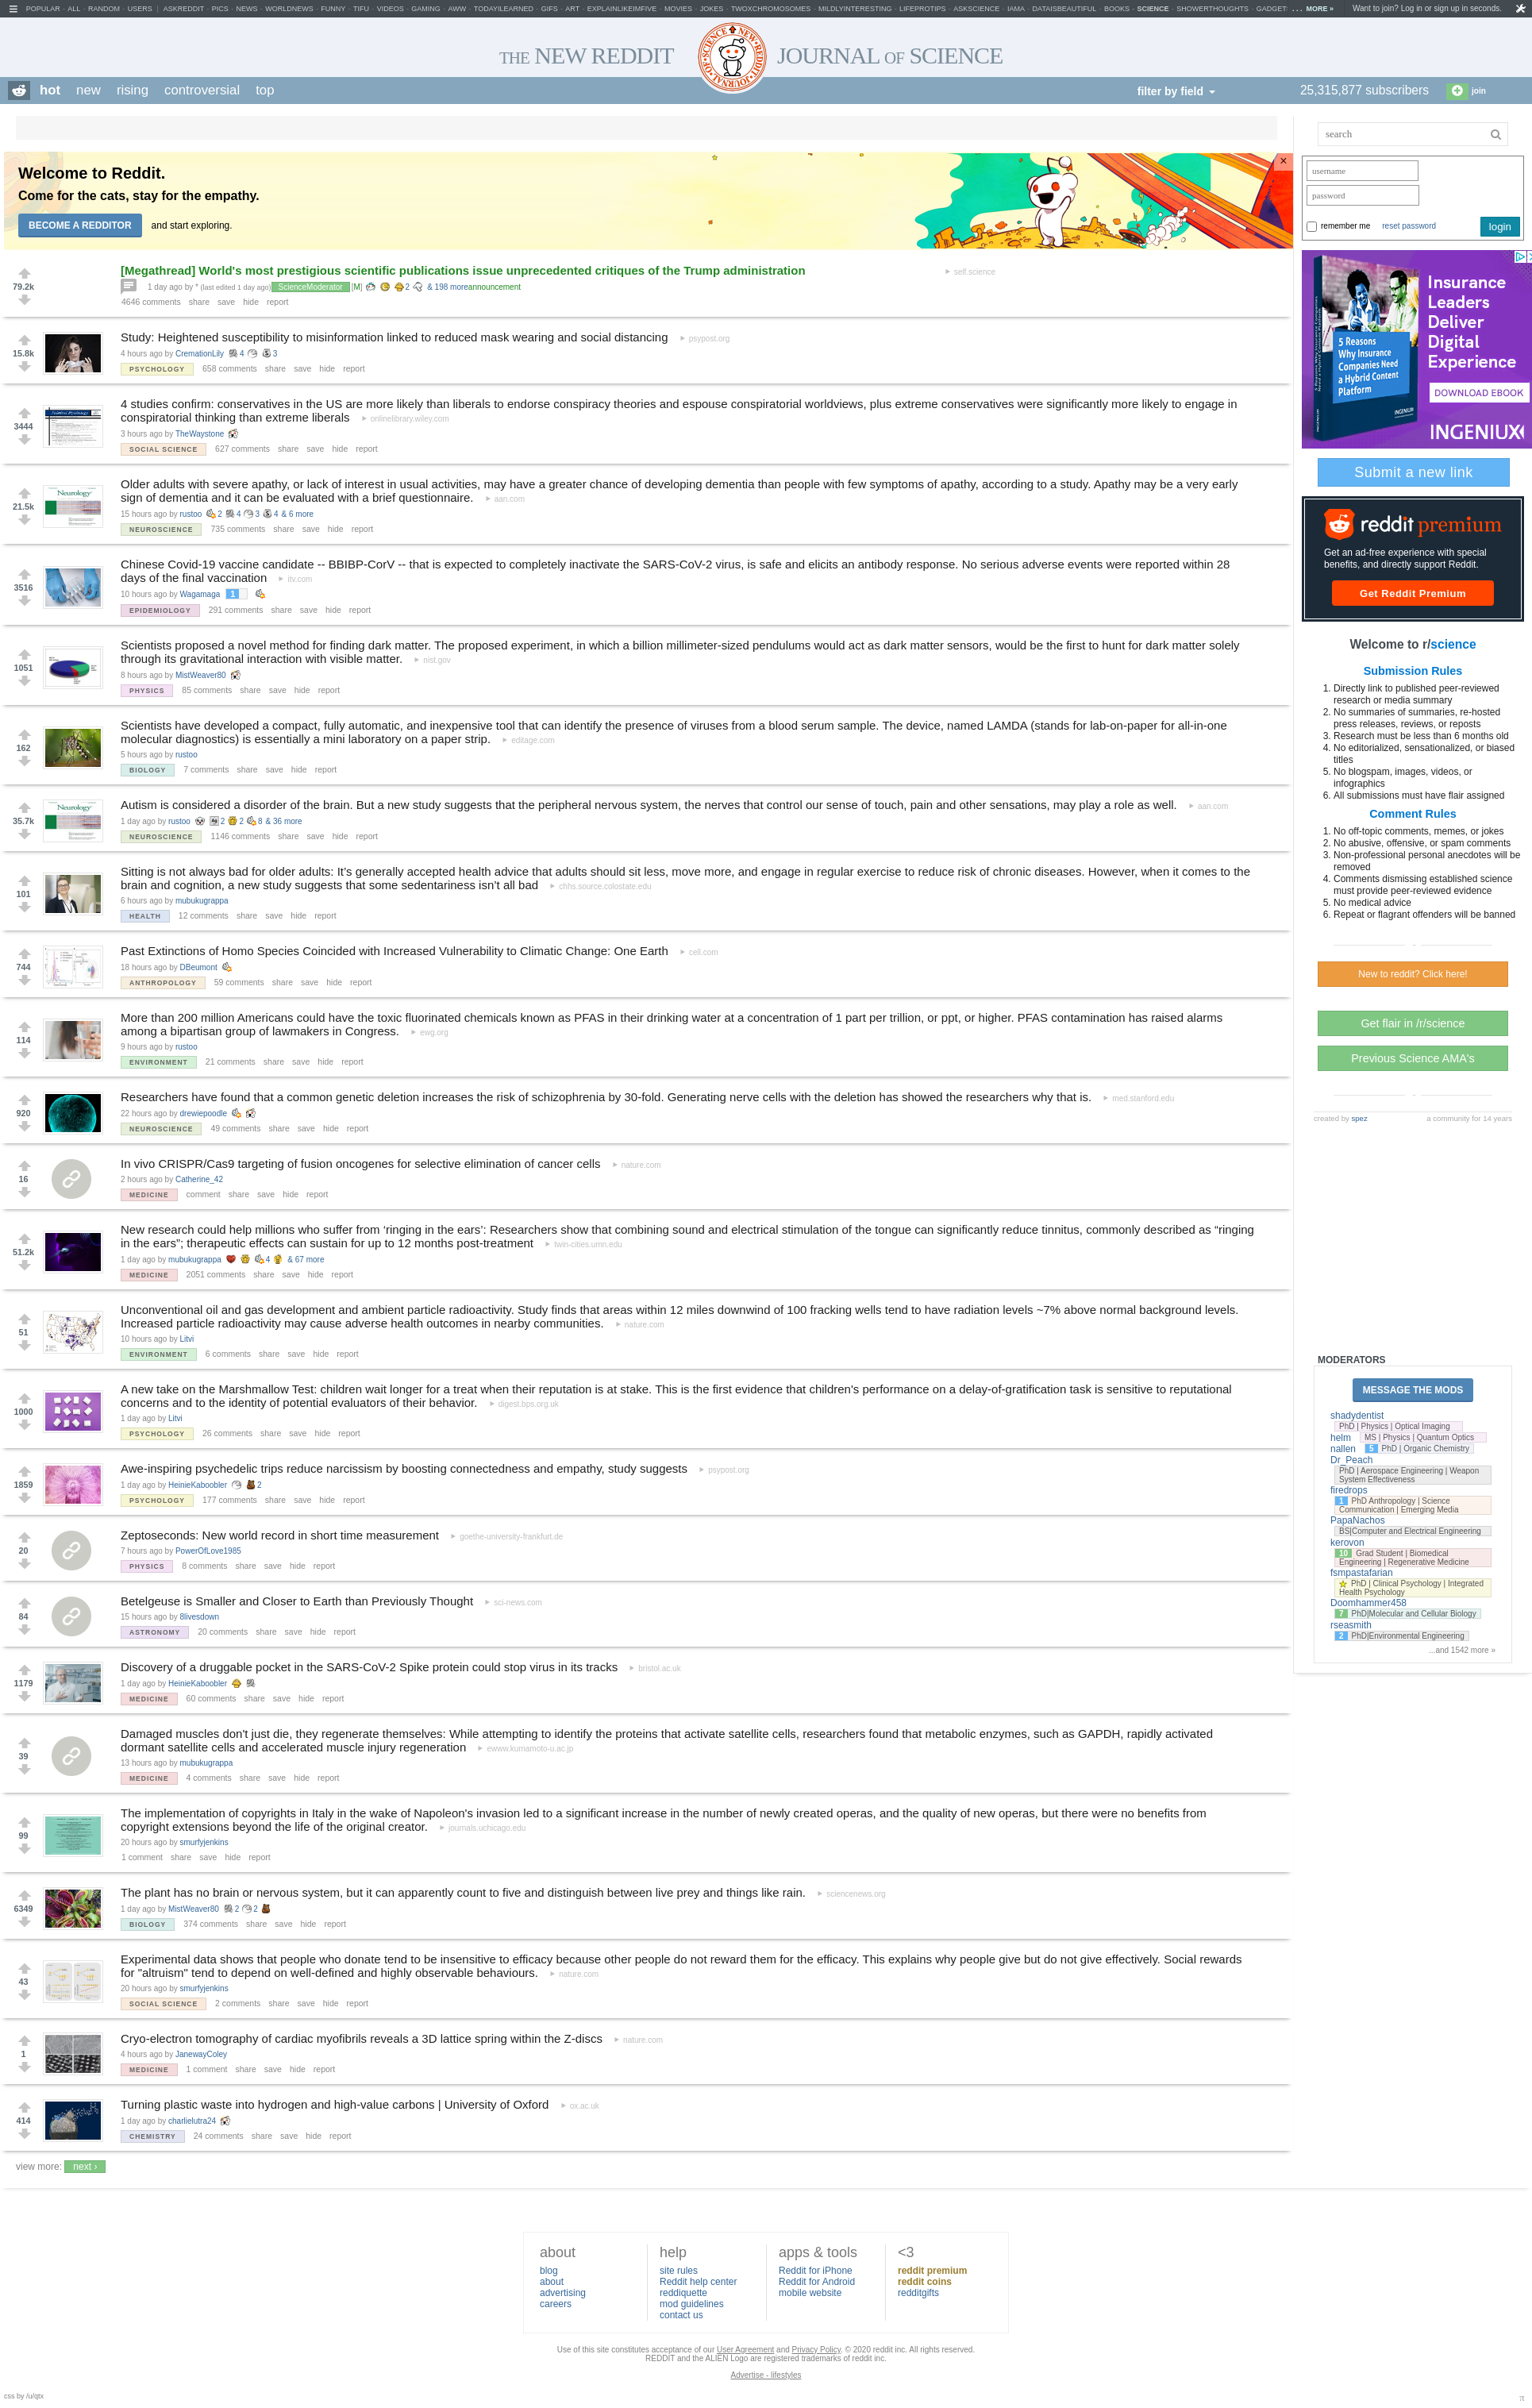 POPULAR - ALL - RANDOM - USERS | ASKREDDIT - PICS - NEWS - WORLDNEWS - FUNNY - TIFU - VIDEOS - GAMING - AWW - TODAYILEARNED - GIFS - ART - EXPLAINLIKEIMFIVE - MOVIES - JOKES - TWOXCHROMOSOMES - MILDLYINTERESTING - LIFEPROTIPS - ASKSCIENCE - IAMA - DATAISBEAUTIFUL - BOOKS - SCIENCE - SHOWERTHOUGHTS - GADGET ... MORE »
Want to join? Log in or sign up in seconds.
THE NEW REDDIT JOURNAL OF SCIENCE
hot new rising controversial top
filter by field
25,315,877 subscribers
join
search
Welcome to Reddit.
Come for the cats, stay for the empathy.
BECOME A REDDITOR and start exploring.
username
password
remember me reset password login
79.2k
[Megathread] World's most prestigious scientific publications issue unprecedented critiques of the Trump administration self.science
1 day ago by * (last edited 1 day ago) ScienceModerator [M] 2 & 198 more announcement
4646 comments share save hide report
15.8k
Study: Heightened susceptibility to misinformation linked to reduced mask wearing and social distancing psypost.org
4 hours ago by CremationLily 4 3
PSYCHOLOGY 658 comments share save hide report
3444
4 studies confirm: conservatives in the US are more likely than liberals to endorse conspiracy theories and espouse conspiratorial worldviews, plus extreme conservatives were significantly more likely to engage in
conspiratorial thinking than extreme liberals onlinelibrary.wiley.com
3 hours ago by TheWaystone
SOCIAL SCIENCE 627 comments share save hide report
21.5k
Neurology
Older adults with severe apathy, or lack of interest in usual activities, may have a greater chance of developing dementia than people with few symptoms of apathy, according to a study. Apathy may be a very early
sign of dementia and it can be evaluated with a brief questionnaire. aan.com
15 hours ago by rustoo 2 4 3 4 & 6 more
NEUROSCIENCE 735 comments share save hide report
3516
Chinese Covid-19 vaccine candidate -- BBIBP-CorV -- that is expected to completely inactivate the SARS-CoV-2 virus, is safe and elicits an antibody response. No serious adverse events were reported within 28
days of the final vaccination itv.com
10 hours ago by Wagamaga 1
EPIDEMIOLOGY 291 comments share save hide report
1051
Scientists proposed a novel method for finding dark matter. The proposed experiment, in which a billion millimeter-sized pendulums would act as dark matter sensors, would be the first to hunt for dark matter solely
through its gravitational interaction with visible matter. nist.gov
8 hours ago by MistWeaver80
PHYSICS 85 comments share save hide report
162
Scientists have developed a compact, fully automatic, and inexpensive tool that can identify the presence of viruses from a blood serum sample. The device, named LAMDA (stands for lab-on-paper for all-in-one
molecular diagnostics) is essentially a mini laboratory on a paper strip. editage.com
5 hours ago by rustoo
BIOLOGY 7 comments share save hide report
35.7k
Neurology
Autism is considered a disorder of the brain. But a new study suggests that the peripheral nervous system, the nerves that control our sense of touch, pain and other sensations, may play a role as well. aan.com
1 day ago by rustoo 2 2 8 & 36 more
NEUROSCIENCE 1146 comments share save hide report
101
Sitting is not always bad for older adults: It's generally accepted health advice that adults should sit less, move more, and engage in regular exercise to reduce risk of chronic diseases. However, when it comes to the
brain and cognition, a new study suggests that some sedentariness isn't all bad chhs.source.colostate.edu
6 hours ago by mubukugrappa
HEALTH 12 comments share save hide report
744
Past Extinctions of Homo Species Coincided with Increased Vulnerability to Climatic Change: One Earth cell.com
18 hours ago by DBeumont
ANTHROPOLOGY 59 comments share save hide report
114
More than 200 million Americans could have the toxic fluorinated chemicals known as PFAS in their drinking water at a concentration of 1 part per trillion, or ppt, or higher. PFAS contamination has raised alarms
among a bipartisan group of lawmakers in Congress. ewg.org
9 hours ago by rustoo
ENVIRONMENT 21 comments share save hide report
920
Researchers have found that a common genetic deletion increases the risk of schizophrenia by 30-fold. Generating nerve cells with the deletion has showed the researchers why that is. med.stanford.edu
22 hours ago by drewiepoodle
NEUROSCIENCE 49 comments share save hide report
16
In vivo CRISPR/Cas9 targeting of fusion oncogenes for selective elimination of cancer cells nature.com
2 hours ago by Catherine_42
MEDICINE comment share save hide report
51.2k
New research could help millions who suffer from 'ringing in the ears': Researchers show that combining sound and electrical stimulation of the tongue can significantly reduce tinnitus, commonly described as "ringing
in the ears"; therapeutic effects can sustain for up to 12 months post-treatment twin-cities.umn.edu
1 day ago by mubukugrappa 4 & 67 more
MEDICINE 2051 comments share save hide report
51
Unconventional oil and gas development and ambient particle radioactivity. Study finds that areas within 12 miles downwind of 100 fracking wells tend to have radiation levels ~7% above normal background levels.
Increased particle radioactivity may cause adverse health outcomes in nearby communities. nature.com
10 hours ago by Litvi
ENVIRONMENT 6 comments share save hide report
1000
A new take on the Marshmallow Test: children wait longer for a treat when their reputation is at stake. This is the first evidence that children's performance on a delay-of-gratification task is sensitive to reputational
concerns and to the identity of potential evaluators of their behavior. digest.bps.org.uk
1 day ago by Litvi
PSYCHOLOGY 26 comments share save hide report
1859
Awe-inspiring psychedelic trips reduce narcissism by boosting connectedness and empathy, study suggests psypost.org
1 day ago by HeinieKaboobler 2
PSYCHOLOGY 177 comments share save hide report
20
Zeptoseconds: New world record in short time measurement goethe-university-frankfurt.de
7 hours ago by PowerOfLove1985
PHYSICS 8 comments share save hide report
84
Betelgeuse is Smaller and Closer to Earth than Previously Thought sci-news.com
15 hours ago by 8livesdown
ASTRONOMY 20 comments share save hide report
1179
Discovery of a druggable pocket in the SARS-CoV-2 Spike protein could stop virus in its tracks bristol.ac.uk
1 day ago by HeinieKaboobler
MEDICINE 60 comments share save hide report
39
Damaged muscles don't just die, they regenerate themselves: While attempting to identify the proteins that activate satellite cells, researchers found that metabolic enzymes, such as GAPDH, rapidly activated
dormant satellite cells and accelerated muscle injury regeneration ewww.kumamoto-u.ac.jp
13 hours ago by mubukugrappa
MEDICINE 4 comments share save hide report
99
The implementation of copyrights in Italy in the wake of Napoleon's invasion led to a significant increase in the number of newly created operas, and the quality of new operas, but there were no benefits from
copyright extensions beyond the life of the original creator. journals.uchicago.edu
20 hours ago by smurfyjenkins
1 comment share save hide report
6349
The plant has no brain or nervous system, but it can apparently count to five and distinguish between live prey and things like rain. sciencenews.org
1 day ago by MistWeaver80 2 2
BIOLOGY 374 comments share save hide report
43
Experimental data shows that people who donate tend to be insensitive to efficacy because other people do not reward them for the efficacy. This explains why people give but do not give effectively. Social rewards
for "altruism" tend to depend on well-defined and highly observable behaviours. nature.com
20 hours ago by smurfyjenkins
SOCIAL SCIENCE 2 comments share save hide report
1
Cryo-electron tomography of cardiac myofibrils reveals a 3D lattice spring within the Z-discs nature.com
4 hours ago by JanewayColey
MEDICINE 1 comment share save hide report
414
Turning plastic waste into hydrogen and high-value carbons | University of Oxford ox.ac.uk
1 day ago by charlielutra24
CHEMISTRY 24 comments share save hide report
view more: next ›
Insurance
Leaders
Deliver
Digital
Experience
5 Reasons
Why Insurance
Companies Need
a Hybrid Content
Platform
DOWNLOAD EBOOK
INGENIUX
Submit a new link
reddit premium
Get an ad-free experience with special
benefits, and directly support Reddit.
Get Reddit Premium
Welcome to r/science
Submission Rules
1. Directly link to published peer-reviewed
research or media summary
2. No summaries of summaries, re-hosted
press releases, reviews, or reposts
3. Research must be less than 6 months old
4. No editorialized, sensationalized, or biased
titles
5. No blogspam, images, videos, or
infographics
6. All submissions must have flair assigned
Comment Rules
1. No off-topic comments, memes, or jokes
2. No abusive, offensive, or spam comments
3. Non-professional personal anecdotes will be
removed
4. Comments dismissing established science
must provide peer-reviewed evidence
5. No medical advice
6. Repeat or flagrant offenders will be banned
New to reddit? Click here!
Get flair in /r/science
Previous Science AMA's
created by spez a community for 14 years
MODERATORS
MESSAGE THE MODS
shadydentist
PhD | Physics | Optical Imaging
helm MS | Physics | Quantum Optics
nallen 5 PhD | Organic Chemistry
Dr_Peach
PhD | Aerospace Engineering | Weapon
System Effectiveness
firedrops
1 PhD Anthropology | Science
Communication | Emerging Media
PapaNachos
BS|Computer and Electrical Engineering
kerovon
10 Grad Student | Biomedical
Engineering | Regenerative Medicine
fsmpastafarian
PhD | Clinical Psychology | Integrated
Health Psychology
Doomhammer458
7 PhD|Molecular and Cellular Biology
rseasmith
2 PhD|Environmental Engineering
...and 1542 more »
about
blog
about
advertising
careers
help
site rules
Reddit help center
reddiquette
mod guidelines
contact us
apps & tools
Reddit for iPhone
Reddit for Android
mobile website
<3
reddit premium
reddit coins
redditgifts
Use of this site constitutes acceptance of our User Agreement and Privacy Policy. © 2020 reddit inc. All rights reserved.
REDDIT and the ALIEN Logo are registered trademarks of reddit inc.
Advertise - lifestyles
css by /u/qtx
π